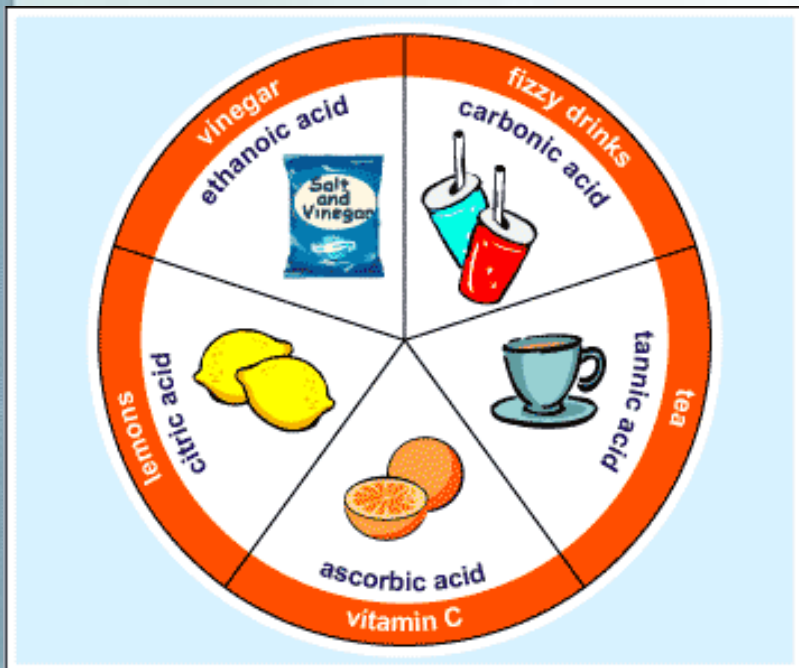 vinegar
ethanoic acid
Salt
and
Vinegar
fizzy drinks
carbonic acid
tea
tannic acid
ascorbic acid
vitamin C
lemons
citric acid